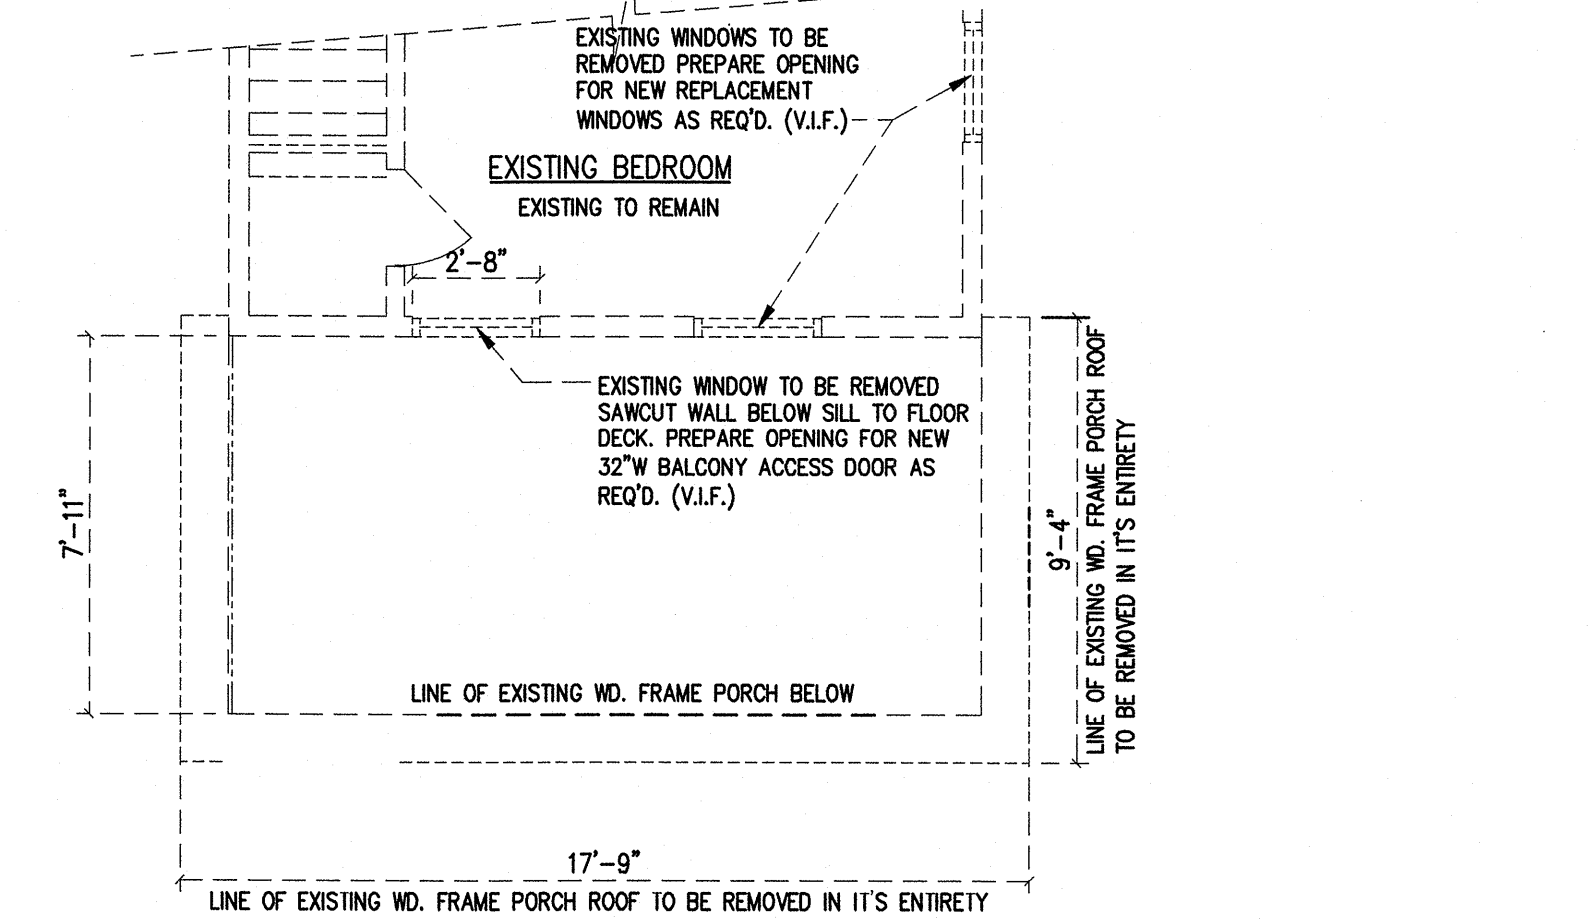 EXISTING WINDOWS TO BE
REMOVED PREPARE OPENING
FOR NEW REPLACEMENT
WINDOWS AS REQ'D. (V.I.F.)
EXISTING BEDROOM
EXISTING TO REMAIN
2'-8"
EXISTING WINDOW TO BE REMOVED
SAWCUT WALL BELOW SILL TO FLOOR
DECK. PREPARE OPENING FOR NEW
32"W BALCONY ACCESS DOOR AS
REQ'D. (V.I.F.)
7'-11"
9'-4"
LINE OF EXISTING WD. FRAME PORCH ROOF
TO BE REMOVED IN IT'S ENTIRETY
LINE OF EXISTING WD. FRAME PORCH BELOW
17'-9"
LINE OF EXISTING WD. FRAME PORCH ROOF TO BE REMOVED IN IT'S ENTIRETY